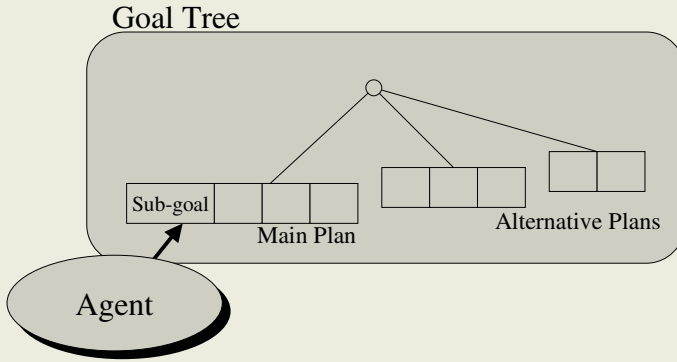 Goal Tree
Sub-goal
Main Plan
Alternative Plans
Agent